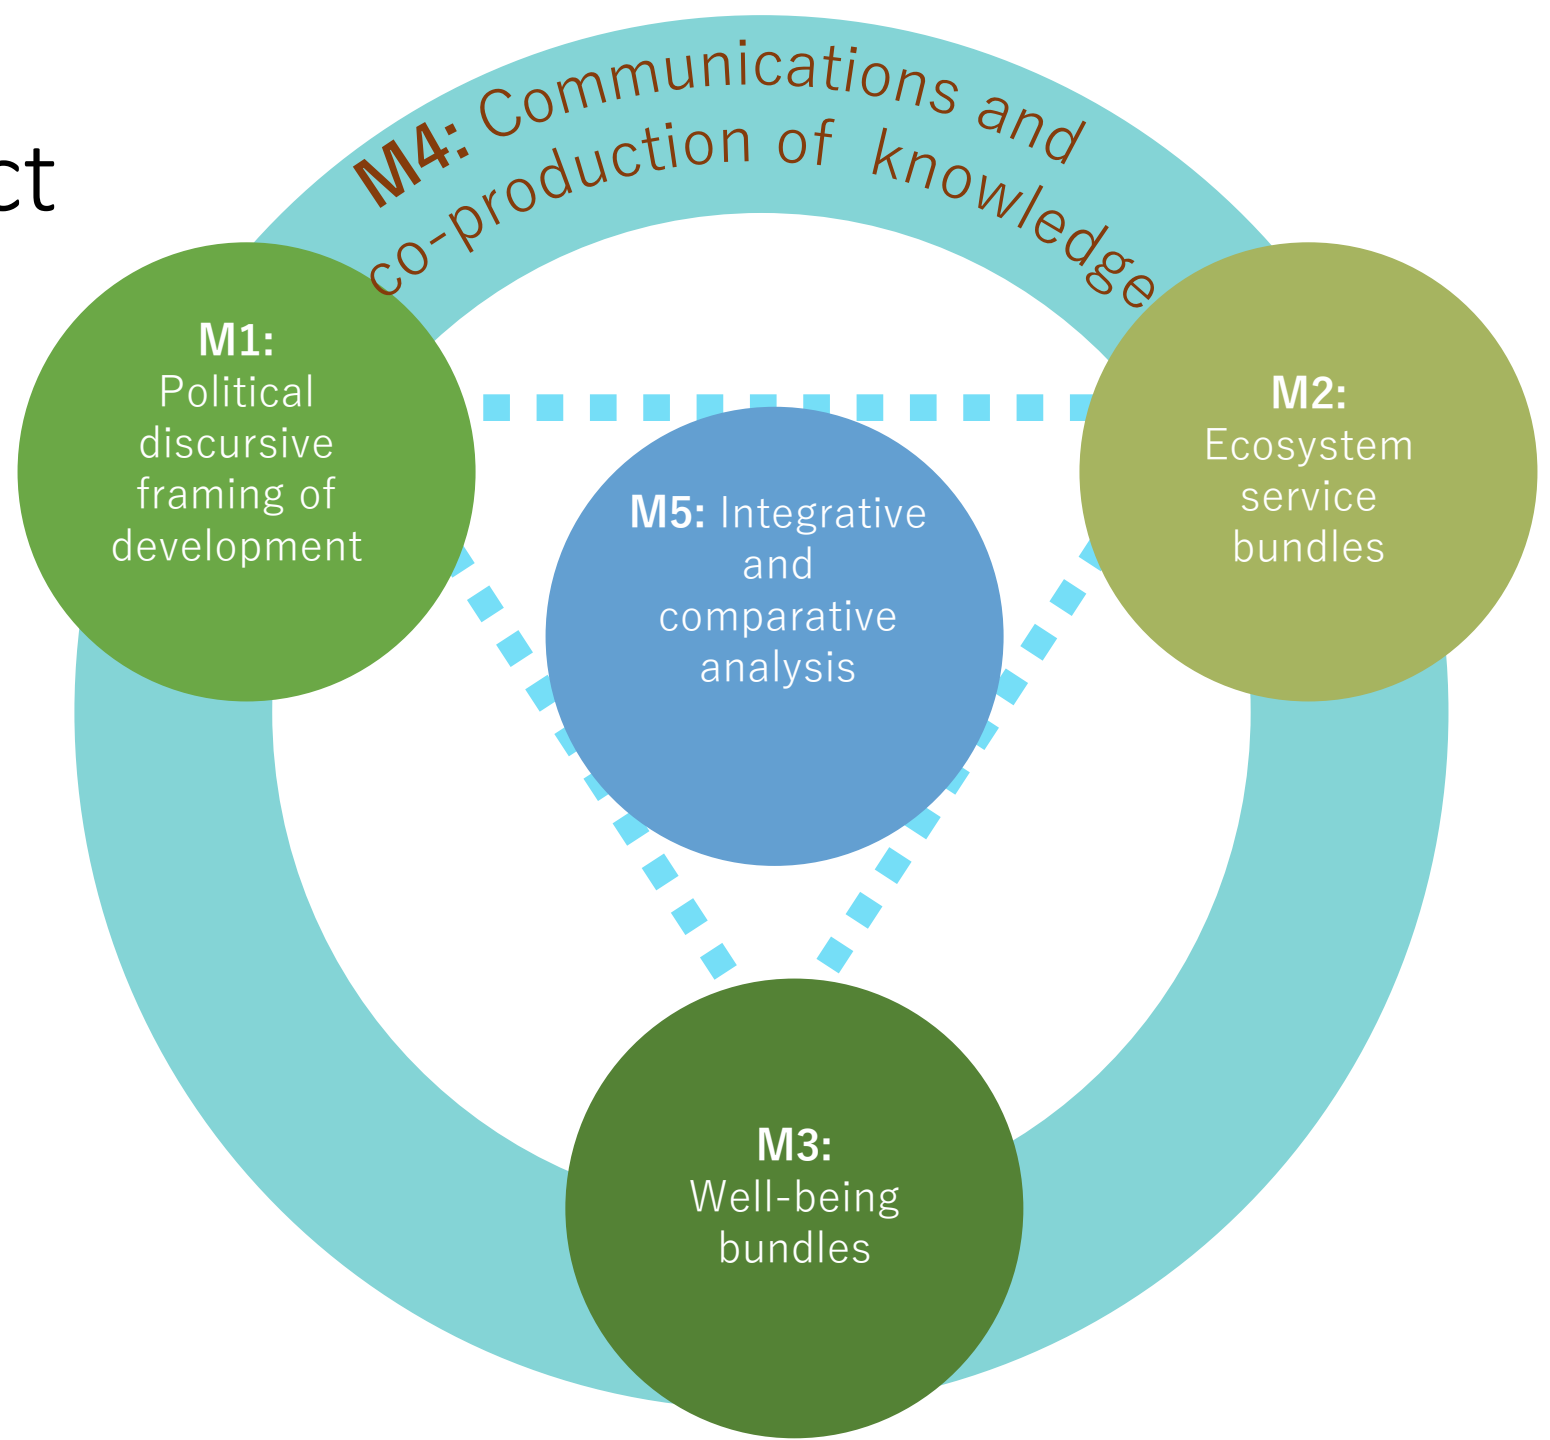 M4: Communications and
co-production of knowledge
M1:
Political
discursive
framing of
development
M2:
Ecosystem
service
bundles
M5: Integrative
and
comparative
analysis
M3:
Well-being
bundles